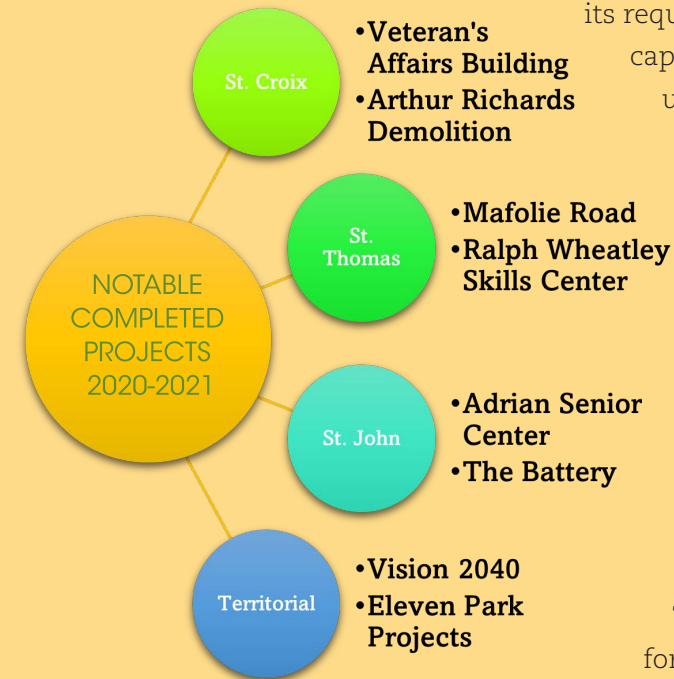 its requ
cap
u
St. Croix
•Veteran's
Affairs Building
•Arthur Richards
Demolition
St.
Thomas
•Mafolie Road
•Ralph Wheatley
Skills Center
NOTABLE
COMPLETED
PROJECTS
2020-2021
St. John
•Adrian Senior
Center
•The Battery
Territorial
•Vision 2040
•Eleven Park
Projects
for